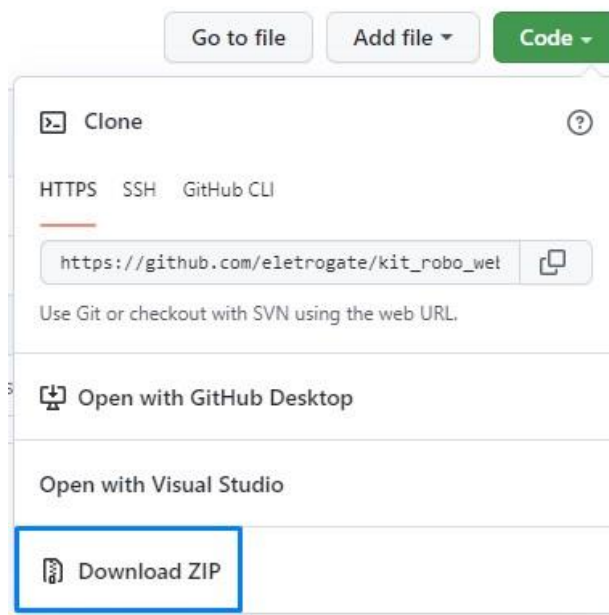 Go to file Add file Code
Clone
HTTPS SSH GitHub CLI
https://github.com/eletrogate/kit_robo_wet
Use Git or checkout with SVN using the web URL.
Open with GitHub Desktop
Open with Visual Studio
Download ZIP